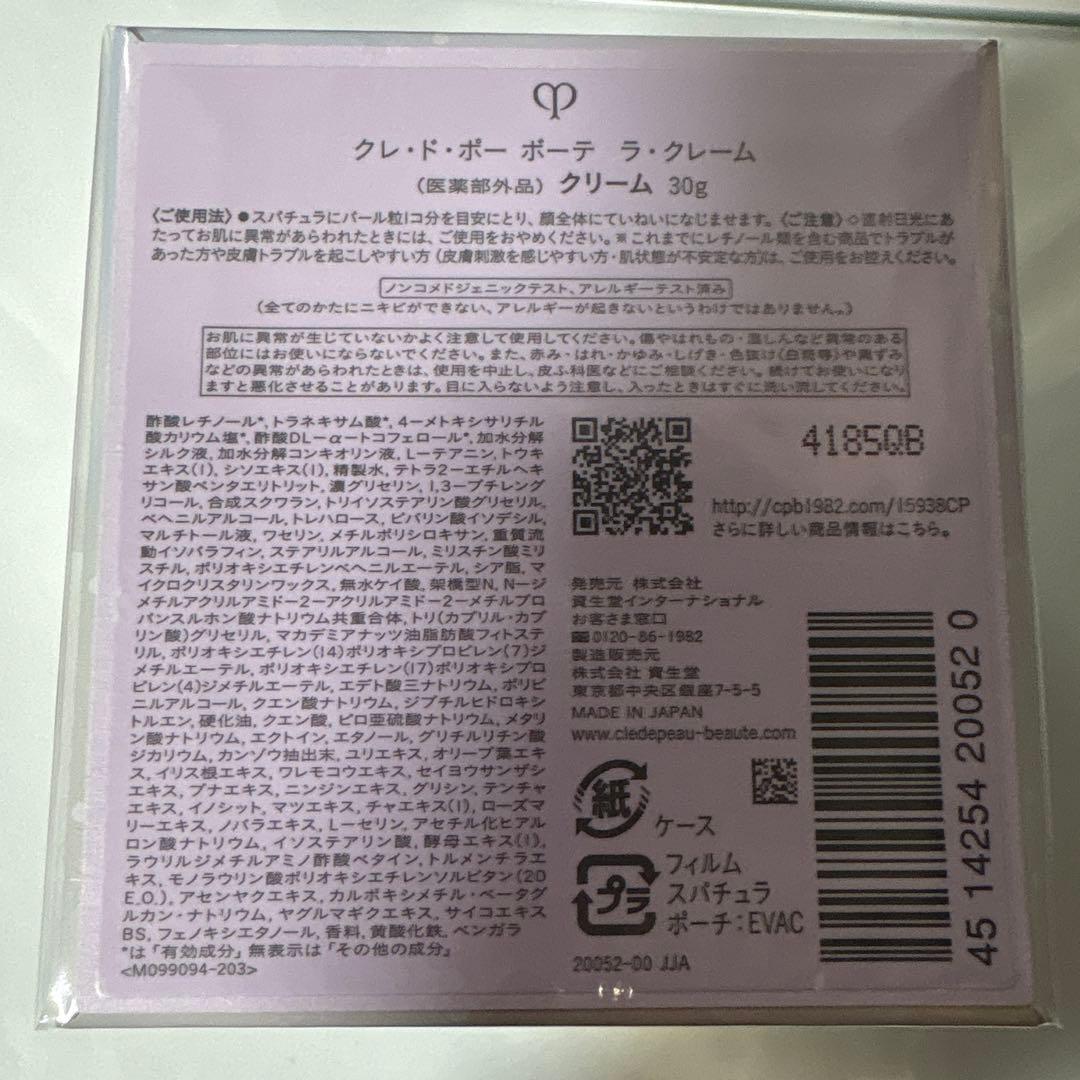 クレ・ド・ポー ボーテ ラ・クレーム
(医薬部外品) クリーム 30g
〈ご使用法〉●スパチュラにパール粒1コ分を目安にとり、顔全体にていねいになじませます。〈ご注意〉◇直射日光にあ
たってお肌に異常があらわれたときには、ご使用をおやめください。※これまでにレチノール類を含む商品でトラブルが
あった方や皮膚トラブルを起こしやすい方(皮膚刺激を感じやすい方・肌状態が不安定な方)は、ご使用をお控えください。
ノンコメドジェニックテスト、アレルギーテスト済み
(全てのかたにニキビができない、アレルギーが起きないというわけではありません。)
お肌に異常が生じていないかよく注意して使用してください。傷やはれもの・湿しんなど異常のある
部位にはお使いにならないでください。また、赤み・はれ・かゆみ・しげき・色抜け(白斑等)や黒ずみ
などの異常があらわれたときは、使用を中止し、皮ふ科医などにご相談ください。続けてお使いになり
ますと悪化させることがあります。目に入らないよう注意し、入ったときはすぐに洗い流してください。
酢酸レチノール*, トラネキサム酸*, 4-メトキシサリチル
酸カリウム塩*, 酢酸DL-α-トコフェロール*, 加水分解
シルク液, 加水分解コンキオリン液, L-テアニン, トウキ
エキス(1), シソエキス(1), 精製水, テトラ2-エチルヘキ
サン酸ペンタエリトリット, 濃グリセリン, 1,3-ブチレング
リコール, 合成スクワラン, トリイソステアリン酸グリセリル,
ベヘニルアルコール, トレハロース, ピバリン酸イソデシル,
マルチトール液, ワセリン, メチルポリシロキサン, 重質流
動イソパラフィン, ステアリルアルコール, ミリスチン酸ミリ
スチル, ポリオキシエチレンベヘニルエーテル, シア脂, マ
イクロクリスタリンワックス, 無水ケイ酸, 架橋型N, N-ジ
メチルアクリルアミド-2-アクリルアミド-2-メチルプロ
パンスルホン酸ナトリウム共重合体, トリ(カプリル・カプ
リン酸)グリセリル, マカデミアナッツ油脂肪酸フィトステ
リル, ポリオキシエチレン(14)ポリオキシプロピレン(7)ジ
メチルエーテル, ポリオキシエチレン(17)ポリオキシプロ
ピレン(4)ジメチルエーテル, エデト酸三ナトリウム, ポリビ
ニルアルコール, クエン酸ナトリウム, ジブチルヒドロキシ
トルエン, 硬化油, クエン酸, ピロ亜硫酸ナトリウム, メタリ
ン酸ナトリウム, エクトイン, エタノール, グリチルリチン酸
ジカリウム, カンゾウ抽出末, ユリエキス, オリーブ葉エキ
ス, イリス根エキス, ワレモコウエキス, セイヨウサンザシ
エキス, ブナエキス, ニンジンエキス, グリシン, テンチャ
エキス, イノシット, マツエキス, チャエキス(1), ローズマ
リーエキス, ノバラエキス, L-セリン, アセチル化ヒアル
ロン酸ナトリウム, イソステアリン酸, 酵母エキス(1),
ラウリルジメチルアミノ酢酸ベタイン, トルメンチラエ
キス, モノラウリン酸ポリオキシエチレンソルビタン(20
E.O.), アセンヤクエキス, カルボキシメチル・ベータグ
ルカン・ナトリウム, ヤグルマギクエキス, サイコエキス
BS, フェノキシエタノール, 香料, 黄酸化鉄, ベンガラ
*は「有効成分」無表示は「その他の成分」
<M099094-203>
4185QB
http://cpb1982.com/15938CP
さらに詳しい商品情報はこちら。
発売元 株式会社
資生堂インターナショナル
お客さま窓口
0120-86-1982
製造販売元
株式会社 資生堂
東京都中央区銀座7-5-5
MADE IN JAPAN
www.cledepeau-beaute.com
紙
ケース
プラ
フィルム
スパチュラ
ポーチ:EVAC
20052-00 JJA
45 14254 20052 0